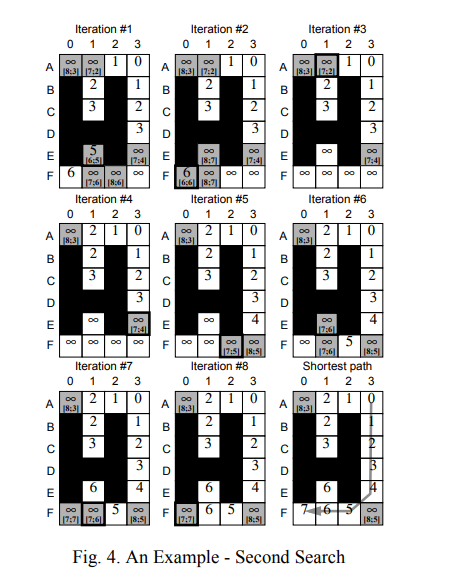 Iteration #1 Iteration #2 Iteration #3
0 1 2 3 0 1 2 3 0 1 2 3
A ∞ ∞ 1 0 A ∞ ∞ 1 0 A ∞ ∞ 1 0
[8;3] [7;2] [8;3] [7;2] [8;3] [7;2]
B 2 1 B 2 1 B 2 1
C 3 2 C 3 2 C 3 2
D 3 D 3 D 3
E 5 ∞ E ∞ ∞ E ∞ ∞
[6;5] [7;4] [8;7] [7;4] [7;4]
F 6 ∞ ∞ ∞ F 6 ∞ ∞ ∞ F ∞ ∞ ∞ ∞
[7;6] [8;6] [6;6] [8;7]
Iteration #4 Iteration #5 Iteration #6
0 1 2 3 0 1 2 3 0 1 2 3
A ∞ 2 1 0 A ∞ 2 1 0 A ∞ 2 1 0
[8;3] [8;3] [8;3]
B 2 1 B 2 1 B 2 1
C 3 2 C 3 2 C 3 2
D 3 D 3 D 3
E ∞ ∞ E ∞ 4 E ∞ 4
[7;4] [7;6]
F ∞ ∞ ∞ ∞ F ∞ ∞ ∞ ∞ F ∞ ∞ 5 ∞
[7;5] [8;5] [7;6] [8;5]
Iteration #7 Iteration #8 Shortest path
0 1 2 3 0 1 2 3 0 1 2 3
A ∞ 2 1 0 A ∞ 2 1 0 A ∞ 2 1 0
[8;3] [8;3] [8;3]
B 2 1 B 2 1 B 2 1
C 3 2 C 3 2 C 3 2
D 3 D 3 D 3
E 6 4 E 6 4 E 6 4
F ∞ ∞ 5 ∞ F ∞ 6 5 ∞ F 7 6 5 ∞
[7;7] [7;6] [8;5] [7;7] [8;5] [8;5]
Fig. 4. An Example - Second Search